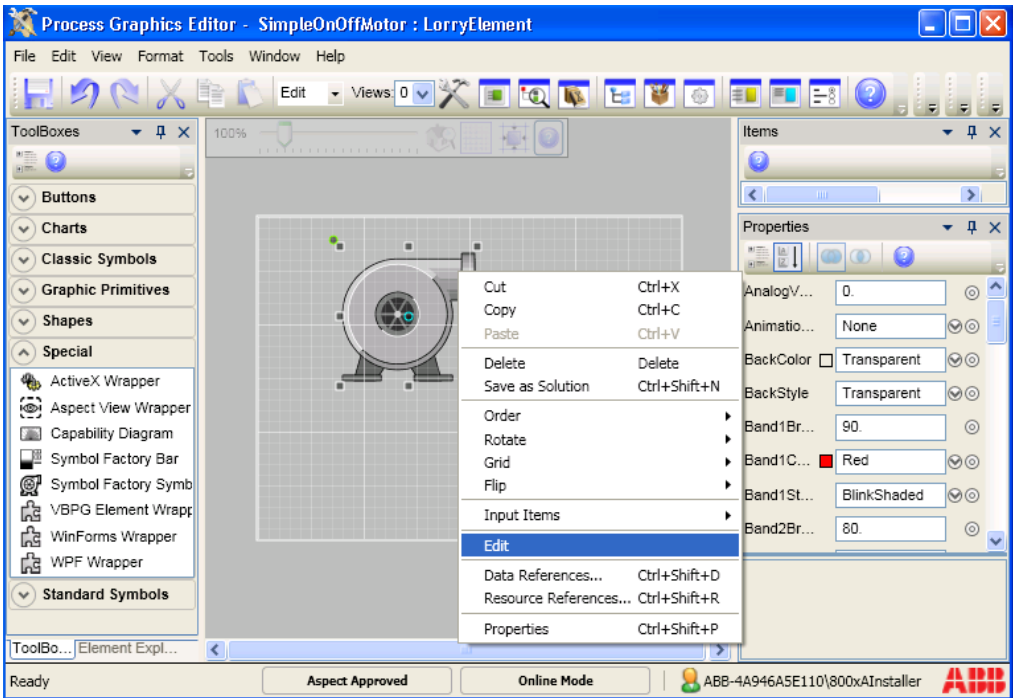 Process Graphics Editor - SimpleOnOffMotor : LorryElement
File Edit View Format Tools Window Help
Edit Views: 0
ToolBoxes
Buttons
Charts
Classic Symbols
Graphic Primitives
Shapes
Special
ActiveX Wrapper
Aspect View Wrapper
Capability Diagram
Symbol Factory Bar
Symbol Factory Symb
VBPG Element Wrapp
WinForms Wrapper
WPF Wrapper
Standard Symbols
ToolBo... Element Expl...
100%
Cut Ctrl+X
Copy Ctrl+C
Paste Ctrl+V
Delete Delete
Save as Solution Ctrl+Shift+N
Order
Rotate
Grid
Flip
Input Items
Edit
Data References... Ctrl+Shift+D
Resource References... Ctrl+Shift+R
Properties Ctrl+Shift+P
Items
Properties
AnalogV... 0.
Animatio... None
BackColor Transparent
BackStyle Transparent
Band1Br... 90.
Band1C... Red
Band1St... BlinkShaded
Band2Br... 80.
Ready Aspect Approved Online Mode ABB-4A946A5E110\800xAInstaller ABB